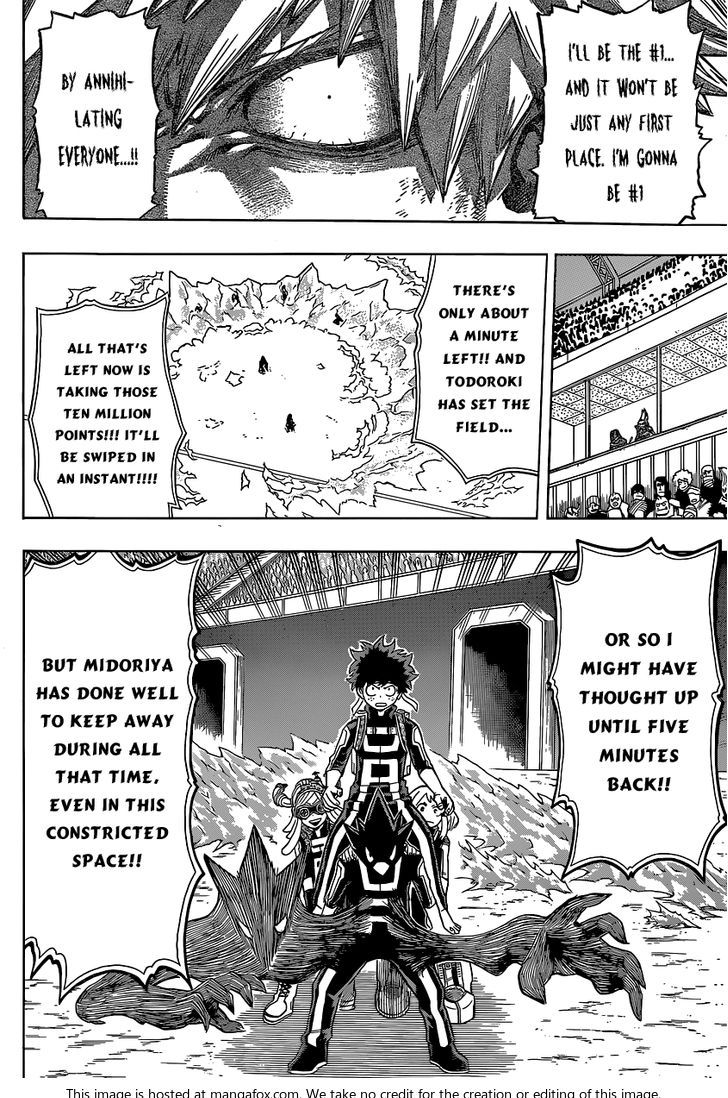 I'LL BE THE #1...
AND IT WON'T BE
JUST ANY FIRST
PLACE. I'M GONNA
BE #1
BY ANNIHI-
LATING
EVERYONE...!!
THERE'S
ONLY ABOUT
A MINUTE
LEFT!! AND
TODOROKI
HAS SET THE
FIELD...
ALL THAT'S
LEFT NOW IS
TAKING THOSE
TEN MILLION
POINTS!!! IT'LL
BE SWIPED IN
AN INSTANT!!!!
OR SO I
MIGHT HAVE
THOUGHT UP
UNTIL FIVE
MINUTES
BACK!!
BUT MIDORIYA
HAS DONE WELL
TO KEEP AWAY
DURING ALL
THAT TIME,
EVEN IN THIS
CONSTRICTED
SPACE!!
This image is hosted at mangafox.com. We take no credit for the creation or editing of this image.